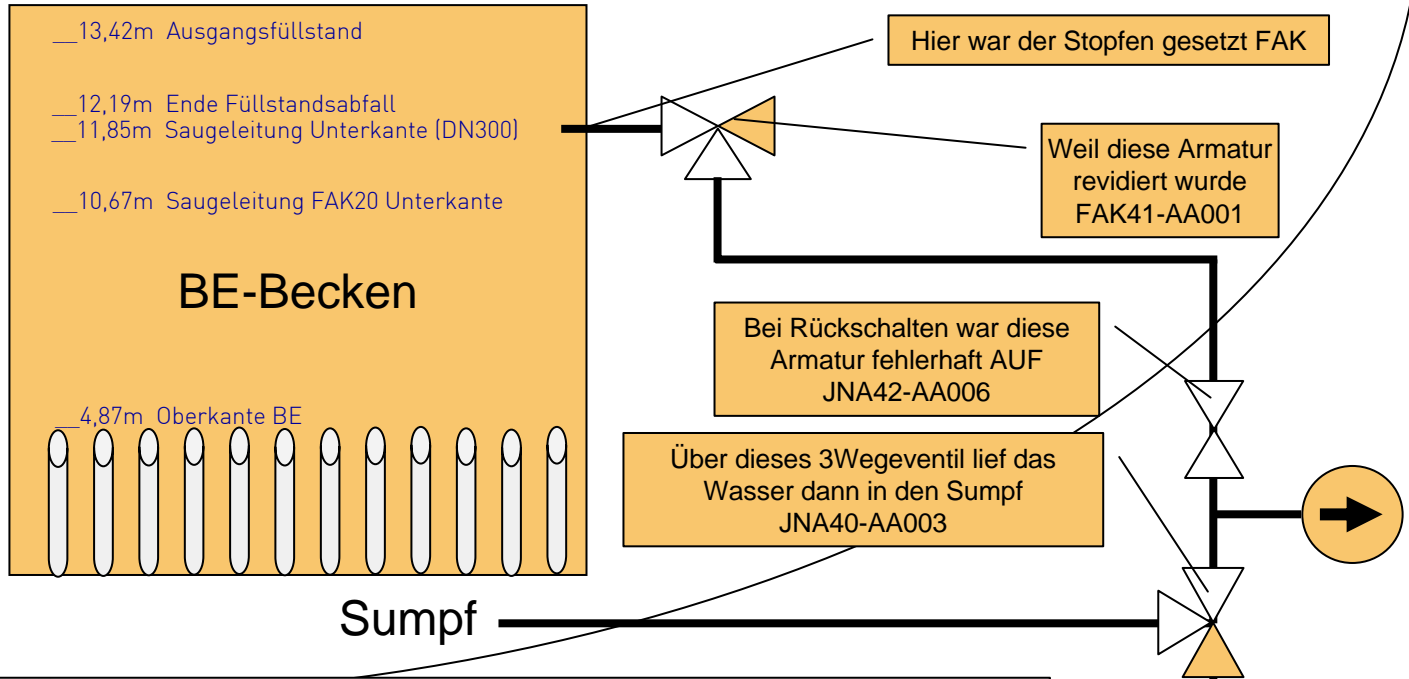 __13,42m Ausgangsfüllstand
__12,19m Ende Füllstandsabfall
__11,85m Saugeleitung Unterkante (DN300)
__10,67m Saugeleitung FAK20 Unterkante
BE-Becken
__4,87m Oberkante BE
Hier war der Stopfen gesetzt FAK
Weil diese Armatur
revidiert wurde
FAK41-AA001
Bei Rückschalten war diese
Armatur fehlerhaft AUF
JNA42-AA006
Über dieses 3Wegeventil lief das
Wasser dann in den Sumpf
JNA40-AA003
Sumpf